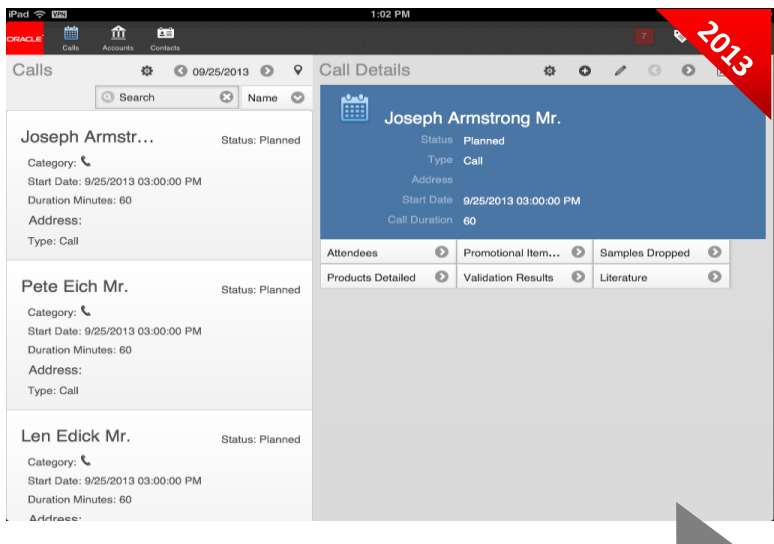 iPad VPN 1:02 PM
ORACLE Calls Accounts Contacts 7
2013
Calls 09/25/2013
Search Name
Joseph Armstr... Status: Planned
Category:
Start Date: 9/25/2013 03:00:00 PM
Duration Minutes: 60
Address:
Type: Call
Pete Eich Mr. Status: Planned
Category:
Start Date: 9/25/2013 03:00:00 PM
Duration Minutes: 60
Address:
Type: Call
Len Edick Mr. Status: Planned
Category:
Start Date: 9/25/2013 03:00:00 PM
Duration Minutes: 60
Address:
Call Details
Joseph Armstrong Mr.
Status Planned
Type Call
Address
Start Date 9/25/2013 03:00:00 PM
Call Duration 60
Attendees Promotional Item... Samples Dropped
Products Detailed Validation Results Literature